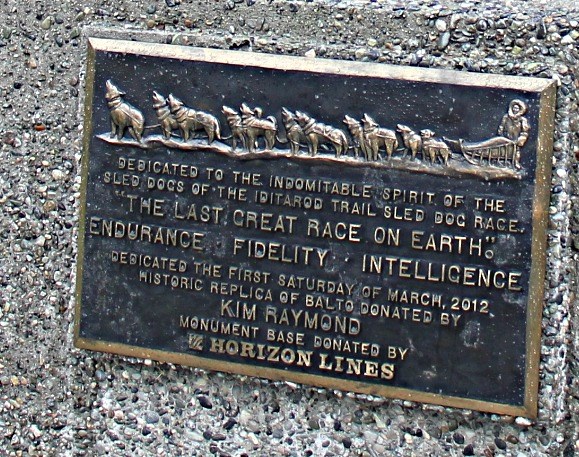 DEDICATED TO THE INDOMITABLE SPIRIT OF THE
SLED DOGS OF THE IDITAROD TRAIL SLED DOG RACE.
"THE LAST GREAT RACE ON EARTH".
ENDURANCE · FIDELITY · INTELLIGENCE
DEDICATED THE FIRST SATURDAY OF MARCH, 2012
HISTORIC REPLICA OF BALTO DONATED BY
KIM RAYMOND
MONUMENT BASE DONATED BY
HORIZON LINES